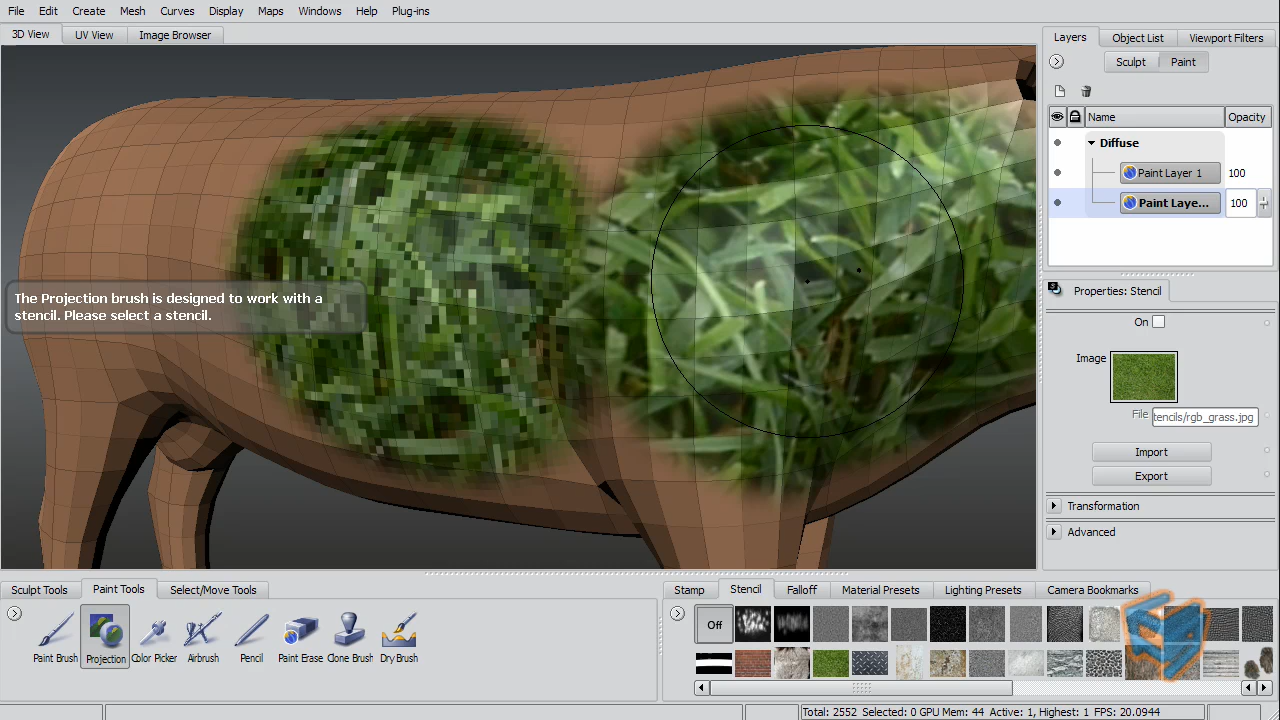 File Edit Create Mesh Curves Display Maps Windows Help Plug-ins
3D View UV View Image Browser
Layers Object List Viewport Filters
Sculpt Paint
Name Opacity
Diffuse
Paint Layer 1 100
Paint Laye... 100
The Projection brush is designed to work with a
stencil. Please select a stencil.
Properties: Stencil
On
Image
File tencils/rgb_grass.jpg
Import
Export
Transformation
Advanced
Sculpt Tools Paint Tools Select/Move Tools
Paint Brush Projection Color Picker Airbrush Pencil Paint Erase Clone Brush Dry Brush
Stamp Stencil Falloff Material Presets Lighting Presets Camera Bookmarks
Off
Total: 2552 Selected: 0 GPU Mem: 44 Active: 1, Highest: 1 FPS: 20.0944